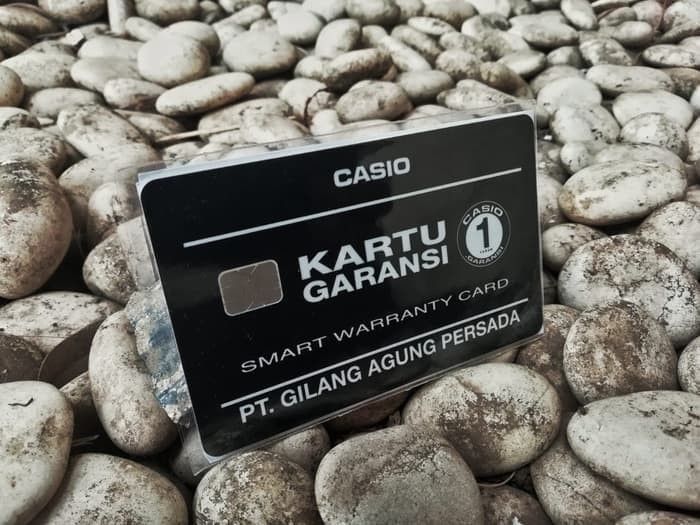 CASIO
KARTU
GARANSI
CASIO
1
GARANSI
SMART WARRANTY CARD
PT. GILANG AGUNG PERSADA